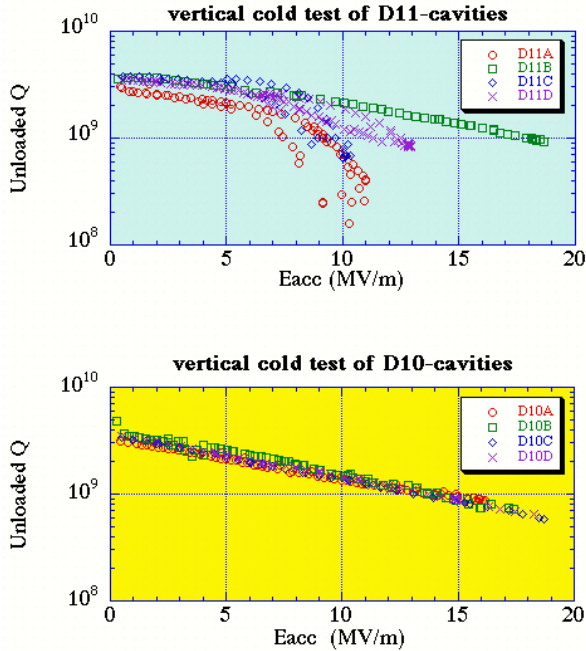 vertical cold test of D11-cavities
10^10
10^9
10^8
Unloaded Q
D11A
D11B
D11C
D11D
0 5 10 15 20
Eacc (MV/m)
vertical cold test of D10-cavities
10^10
10^9
10^8
Unloaded Q
D10A
D10B
D10C
D10D
0 5 10 15 20
Eacc (MV/m)